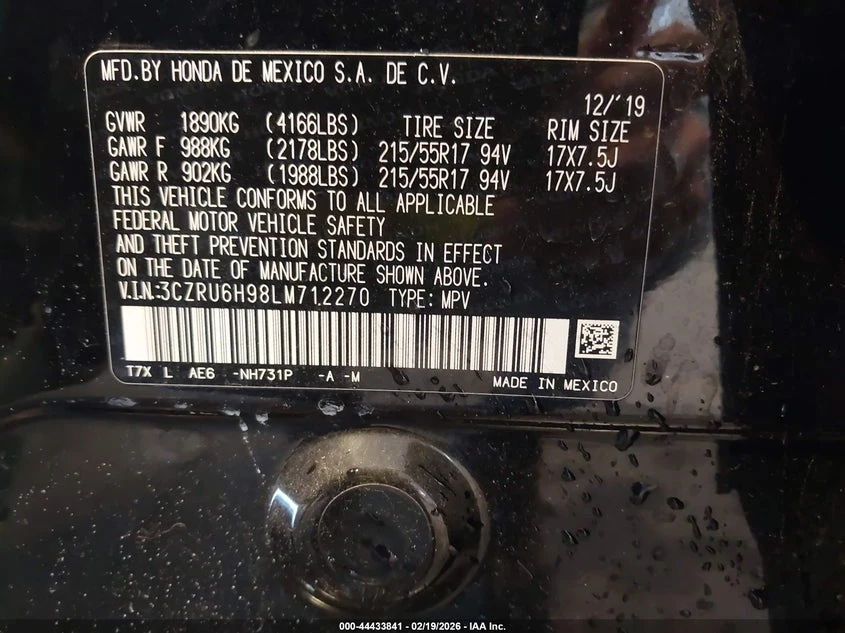 MFD.BY HONDA DE MEXICO S.A. DE C.V.
12/'19
GVWR 1890KG (4166LBS) TIRE SIZE RIM SIZE
GAWR F 988KG (2178LBS) 215/55R17 94V 17X7.5J
GAWR R 902KG (1988LBS) 215/55R17 94V 17X7.5J
THIS VEHICLE CONFORMS TO ALL APPLICABLE
FEDERAL MOTOR VEHICLE SAFETY
AND THEFT PREVENTION STANDARDS IN EFFECT
ON THE DATE OF MANUFACTURE SHOWN ABOVE.
V.I.N:3CZRU6H98LM712270 TYPE: MPV
T7X L AE6 -NH731P -A -M
MADE IN MEXICO
000-44433841 - 02/19/2026 - IAA Inc.